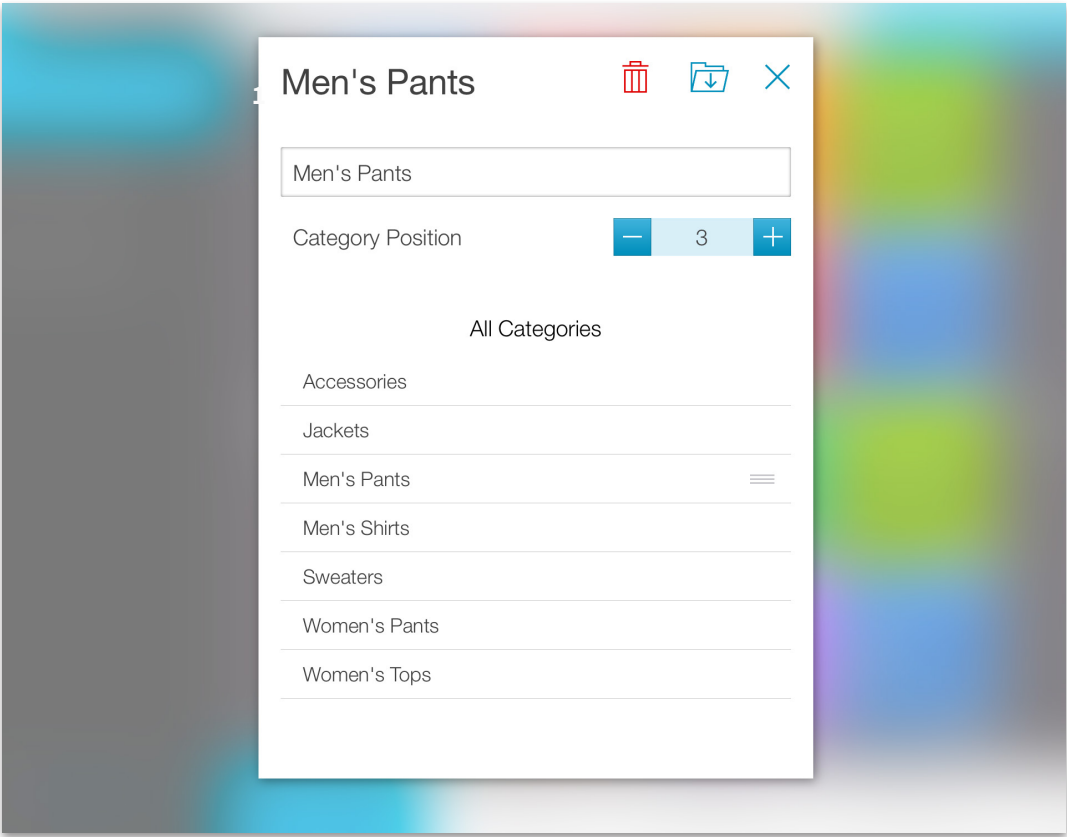 Men's Pants
Men's Pants
Category Position
3
All Categories
Accessories
Jackets
Men's Pants
Men's Shirts
Sweaters
Women's Pants
Women's Tops